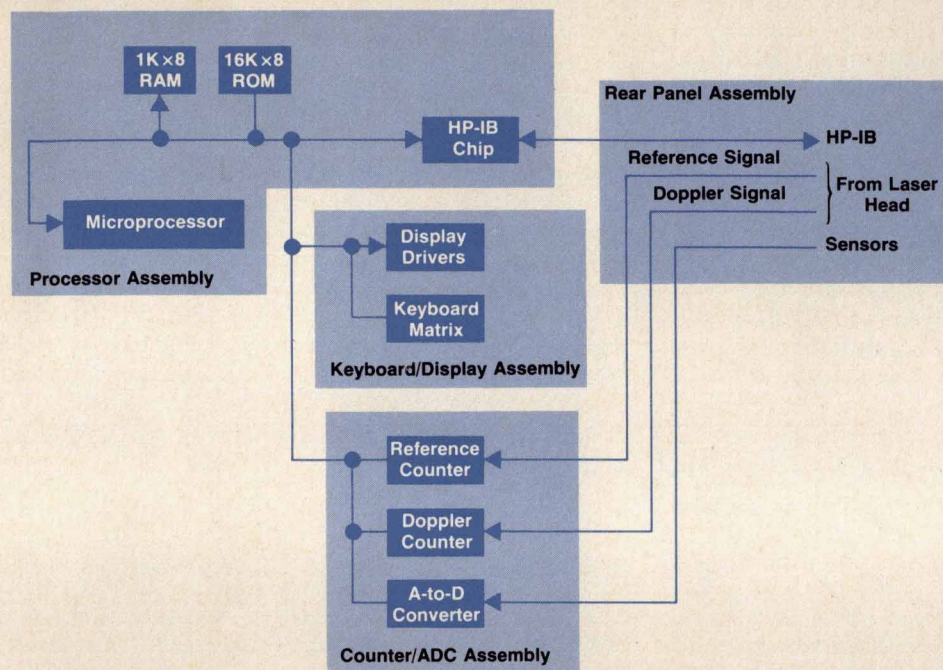 1K×8
RAM
16K×8
ROM
HP-IB
Chip
Microprocessor
Processor Assembly
Rear Panel Assembly
HP-IB
Reference Signal
Doppler Signal
From Laser
Head
Sensors
Display
Drivers
Keyboard
Matrix
Keyboard/Display Assembly
Reference
Counter
Doppler
Counter
A-to-D
Converter
Counter/ADC Assembly